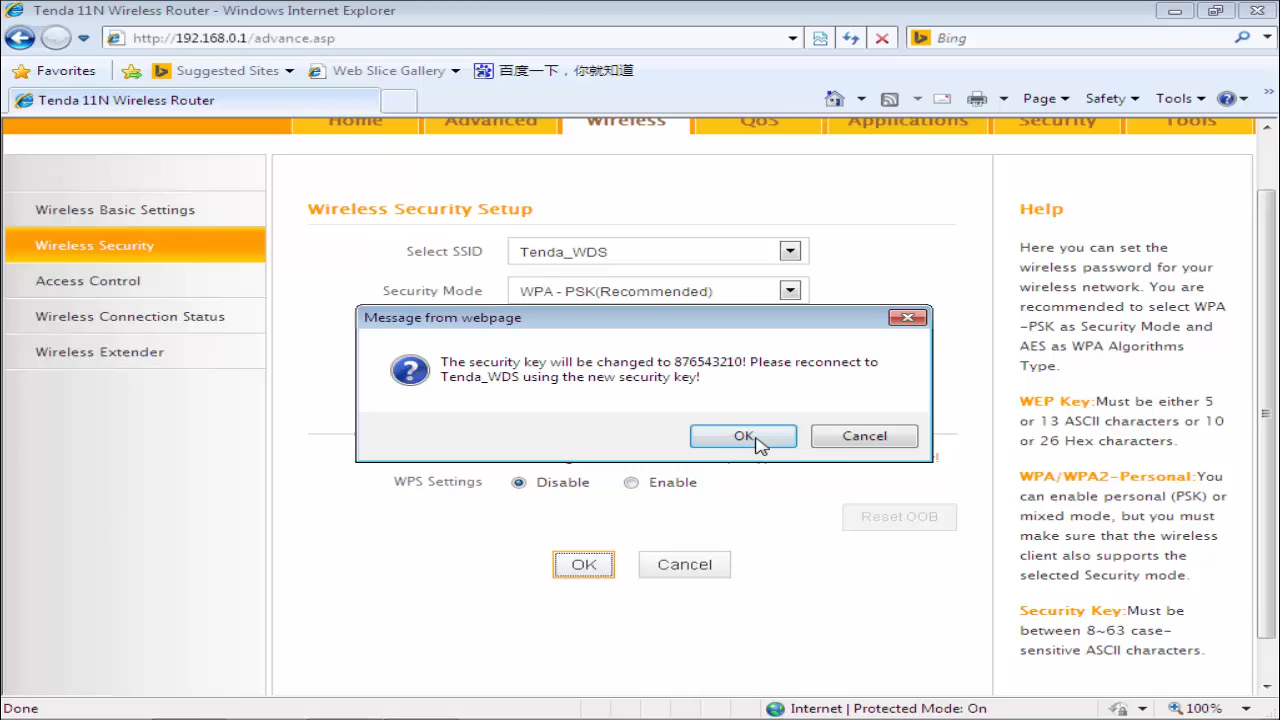 Tenda 11N Wireless Router - Windows Internet Explorer
http://192.168.0.1/advance.asp
Bing
Favorites
Suggested Sites
Web Slice Gallery
百度一下，你就知道
Tenda 11N Wireless Router
Page
Safety
Tools
Home
Advanced
Wireless
QoS
Applications
Security
Tools
Wireless Basic Settings
Wireless Security
Access Control
Wireless Connection Status
Wireless Extender
Wireless Security Setup
Select SSID
Tenda_WDS
Security Mode
WPA - PSK(Recommended)
Message from webpage
The security key will be changed to 876543210! Please reconnect to
Tenda_WDS using the new security key!
OK
Cancel
WPS Settings
Disable
Enable
Reset OOB
OK
Cancel
Help
Here you can set the
wireless password for your
wireless network. You are
recommended to select WPA
-PSK as Security Mode and
AES as WPA Algorithms
Type.
WEP Key:Must be either 5
or 13 ASCII characters or 10
or 26 Hex characters.
WPA/WPA2-Personal:You
can enable personal (PSK) or
mixed mode, but you must
make sure that the wireless
client also supports the
selected Security mode.
Security Key:Must be
between 8~63 case-
sensitive ASCII characters.
Done
Internet | Protected Mode: On
100%